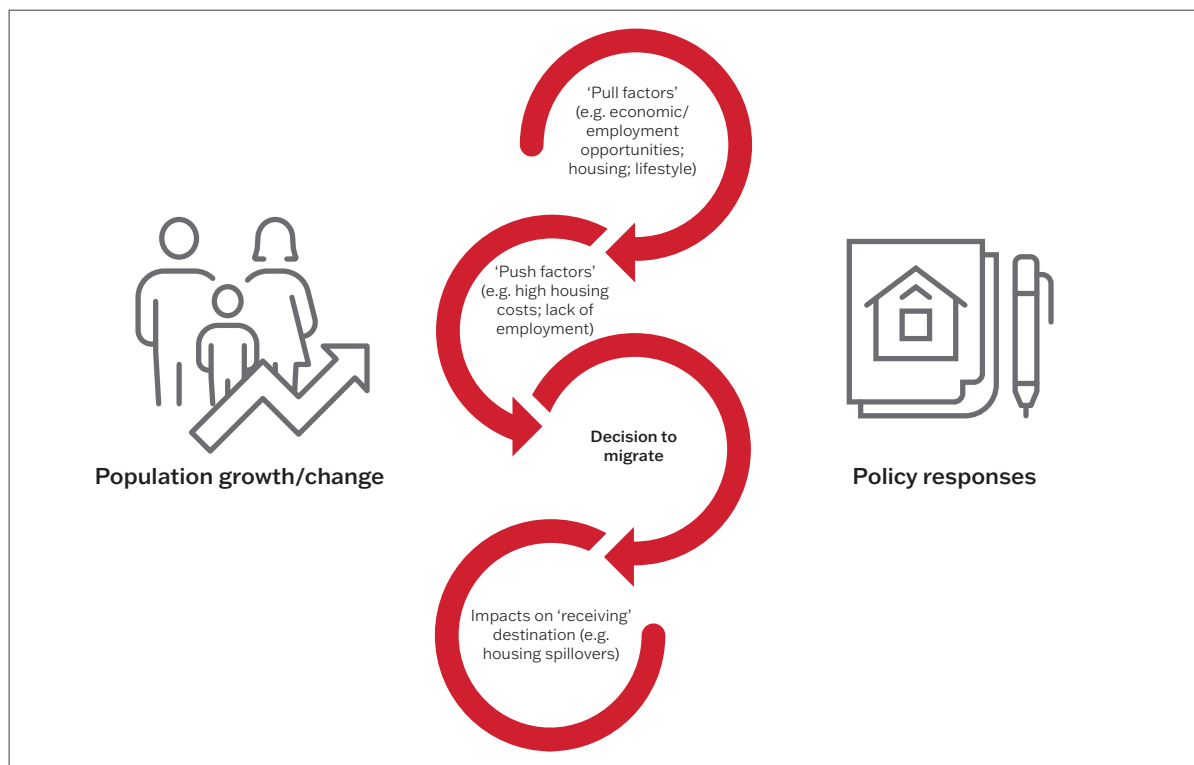 ‘Pull factors’
(e.g. economic/
employment
opportunities;
housing; lifestyle)
‘Push factors’
(e.g. high housing
costs; lack of
employment)
Decision to
migrate
Population growth/change
Policy responses
Impacts on ‘receiving’
destination (e.g.
housing spillovers)